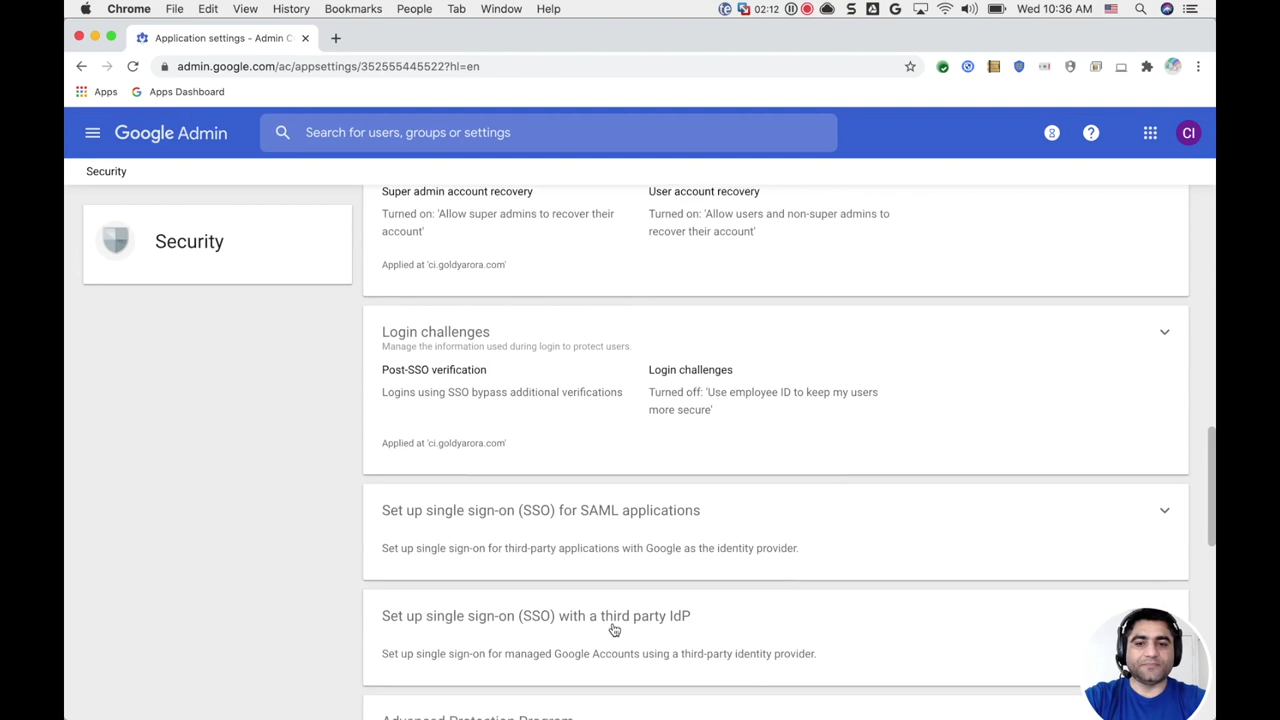 Chrome File Edit View History Bookmarks People Tab Window Help 02:12 Wed 10:36 AM
Application settings - Admin C
admin.google.com/ac/appsettings/352555445522?hl=en
Apps Apps Dashboard
Google Admin Search for users, groups or settings CI
Security
Security
Super admin account recovery User account recovery
Turned on: 'Allow super admins to recover their Turned on: 'Allow users and non-super admins to
account' recover their account'
Applied at 'ci.goldyarora.com'
Login challenges
Manage the information used during login to protect users.
Post-SSO verification Login challenges
Logins using SSO bypass additional verifications Turned off: 'Use employee ID to keep my users
more secure'
Applied at 'ci.goldyarora.com'
Set up single sign-on (SSO) for SAML applications
Set up single sign-on for third-party applications with Google as the identity provider.
Set up single sign-on (SSO) with a third party IdP
Set up single sign-on for managed Google Accounts using a third-party identity provider.
Advanced Protection Program